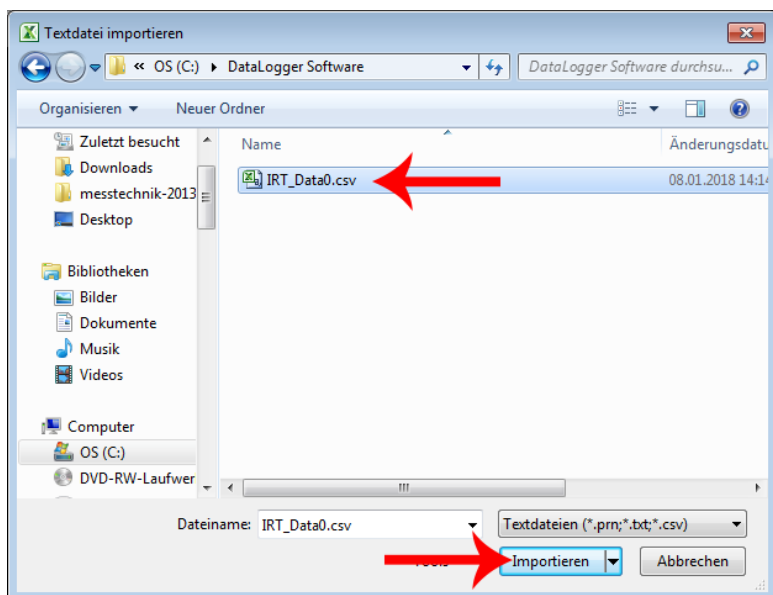 Textdatei importieren
« OS (C:) ▸ DataLogger Software
DataLogger Software durchsu...
Organisieren
Neuer Ordner
Zuletzt besucht
Downloads
messtechnik-2013
Desktop
Bibliotheken
Bilder
Dokumente
Musik
Videos
Computer
OS (C:)
DVD-RW-Laufwer
Name
Änderungsdatu
IRT_Data0.csv
08.01.2018 14:14
Dateiname:
IRT_Data0.csv
Textdateien (*.prn;*.txt;*.csv)
Importieren
Abbrechen